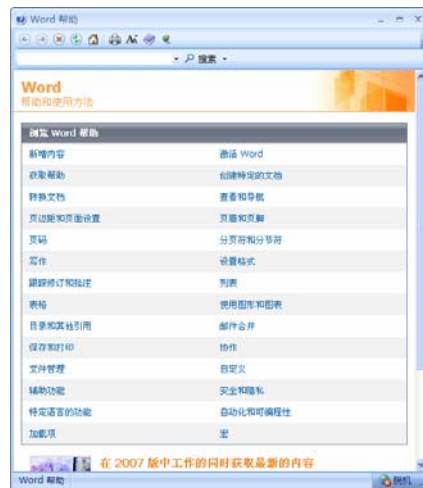 Word 帮助
搜索
Word
帮助和使用方法
浏览 Word 帮助
新增内容 激活 Word
获取帮助 创建特定的文档
转换文档 查看和导航
页边距和页面设置 页眉和页脚
页码 分页符和分节符
写作 设置格式
跟踪修订和批注 列表
表格 使用图形和图表
目录和其他引用 邮件合并
保存和打印 协作
文件管理 自定义
辅助功能 安全和隐私
特定语言的功能 自动化和可编程性
加载项 宏
在 2007 版中工作的同时获取最新的内容
Word 帮助 脱机